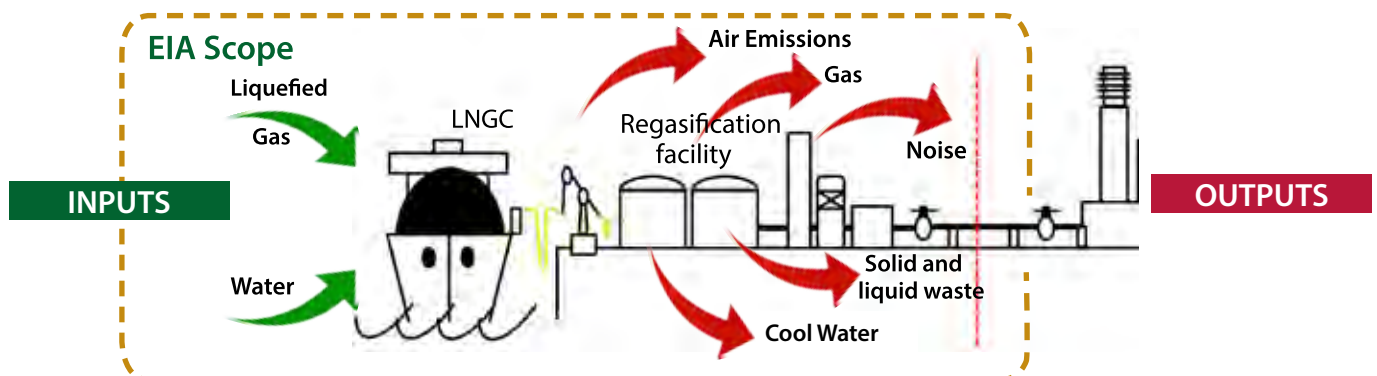 EIA Scope
Liquefied
Gas
LNGC
Air Emissions
Gas
Regasification
facility
Noise
INPUTS
OUTPUTS
Water
Solid and
liquid waste
Cool Water